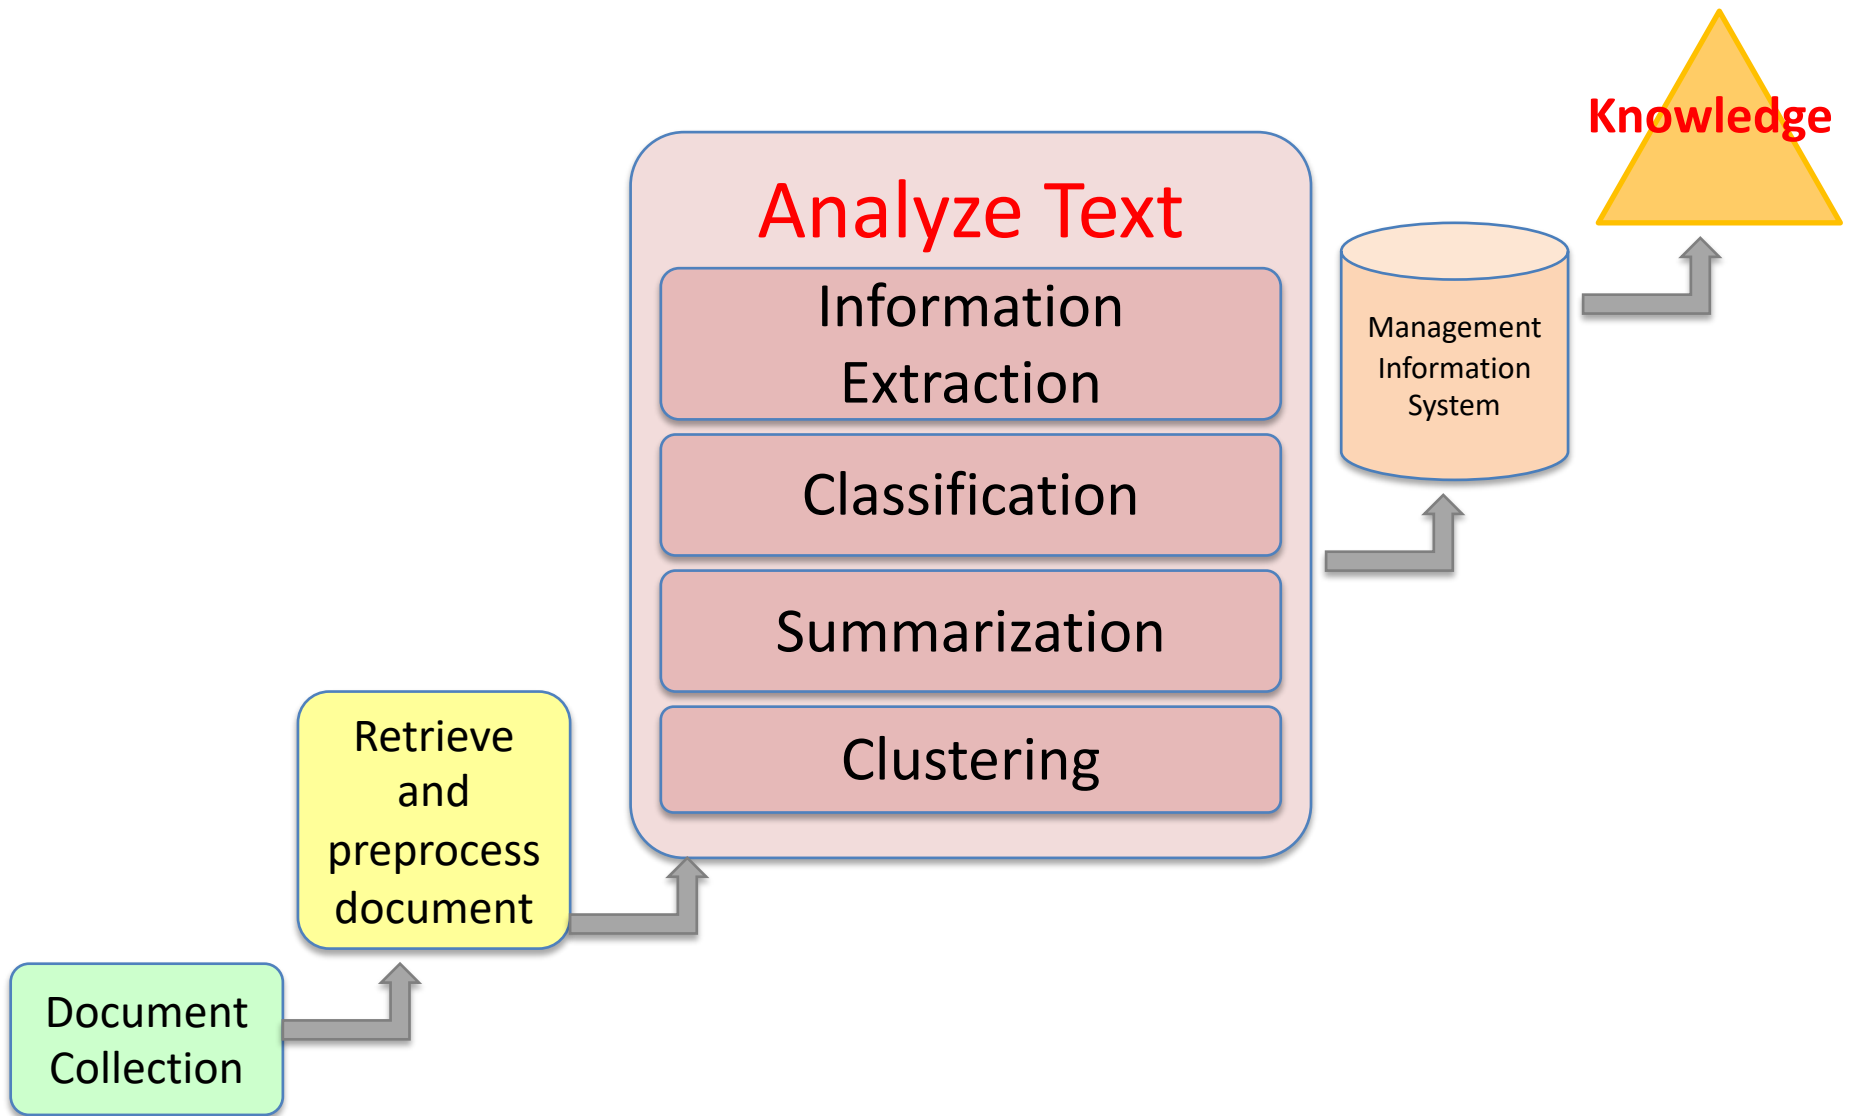 Knowledge
Analyze Text
Information
Extraction
Classification
Summarization
Clustering
Management
Information
System
Retrieve
and
preprocess
document
Document
Collection